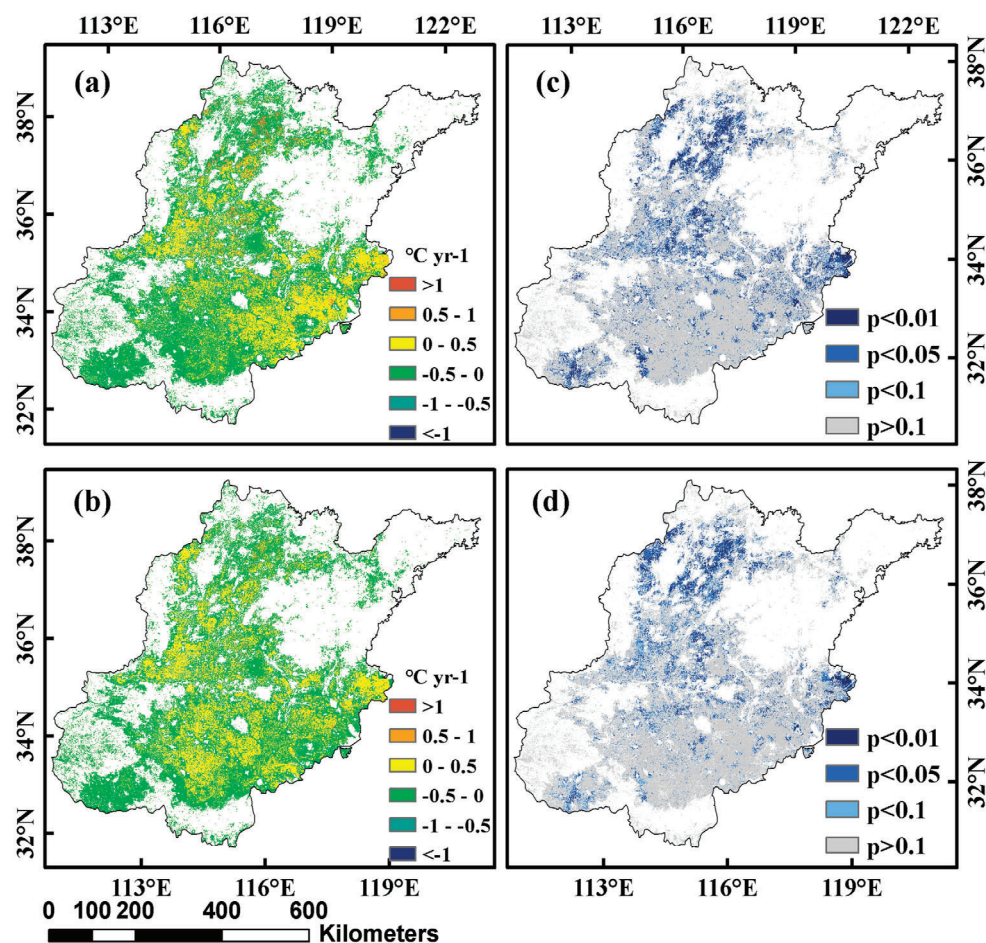 113°E 116°E 119°E 122°E 113°E 116°E 119°E 122°E
(a)
38°N
36°N
34°N
32°N
°C yr-1
>1
0.5 - 1
0 - 0.5
-0.5 - 0
-1 - -0.5
<-1
(c)
38°N
36°N
34°N
32°N
p<0.01
p<0.05
p<0.1
p>0.1
(b)
38°N
36°N
34°N
32°N
°C yr-1
>1
0.5 - 1
0 - 0.5
-0.5 - 0
-1 - -0.5
<-1
(d)
38°N
36°N
34°N
32°N
p<0.01
p<0.05
p<0.1
p>0.1
113°E 116°E 119°E 113°E 116°E 119°E
0 100 200 400 600
Kilometers